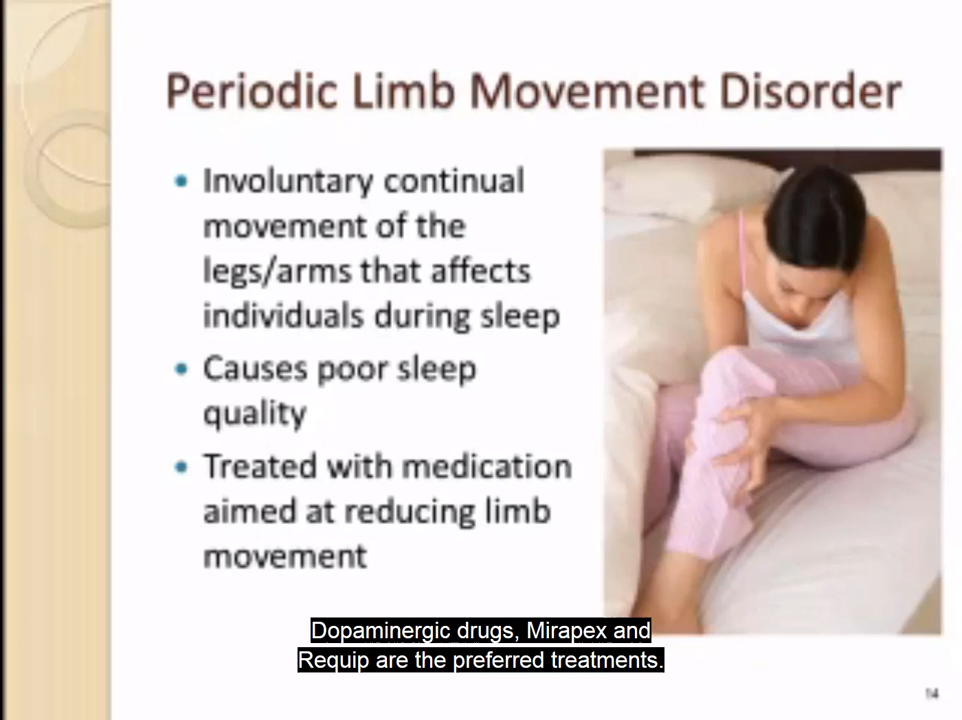 Periodic Limb Movement Disorder
• Involuntary continual
movement of the
legs/arms that affects
individuals during sleep
• Causes poor sleep
quality
• Treated with medication
aimed at reducing limb
movement
Dopaminergic drugs, Mirapex and
Requip are the preferred treatments.
14